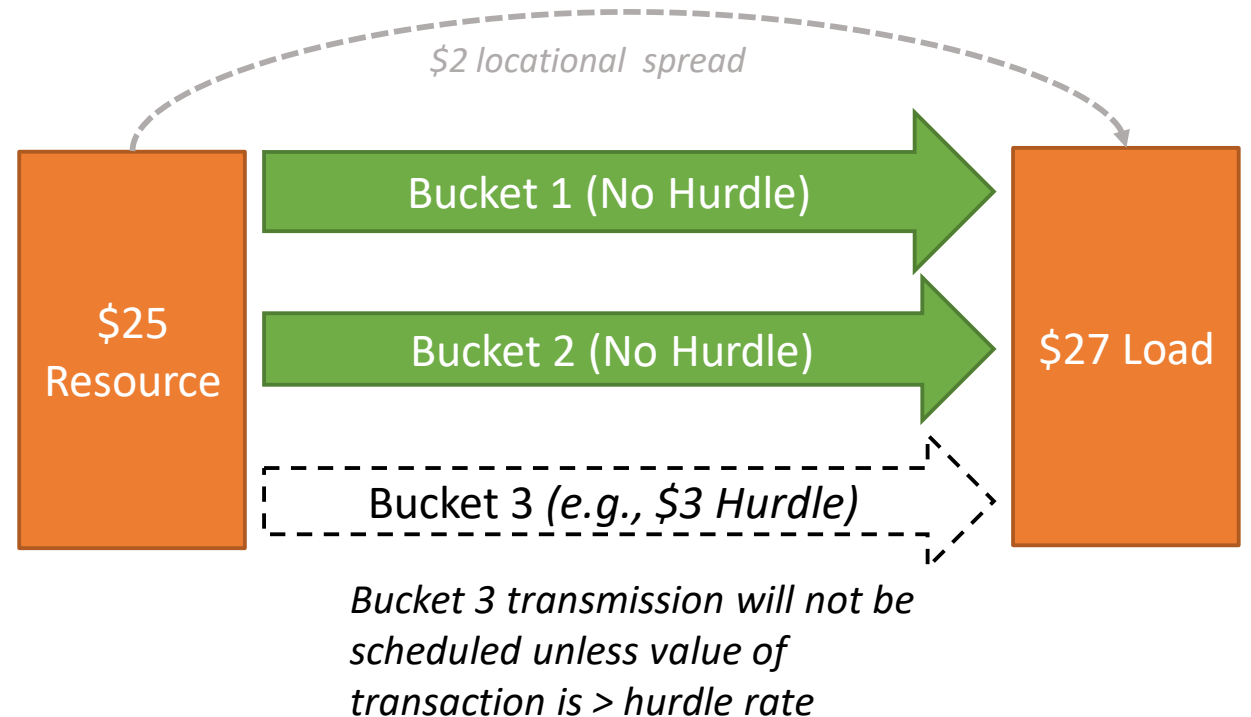 $2 locational spread
Bucket 1 (No Hurdle)
$25
Resource
Bucket 2 (No Hurdle)
$27 Load
Bucket 3 (e.g., $3 Hurdle)
Bucket 3 transmission will not be
scheduled unless value of
transaction is > hurdle rate